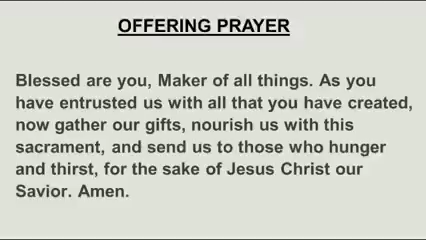 OFFERING PRAYER
Blessed are you, Maker of all things. As you
have entrusted us with all that you have created,
now gather our gifts, nourish us with this
sacrament, and send us to those who hunger
and thirst, for the sake of Jesus Christ our
Savior. Amen.